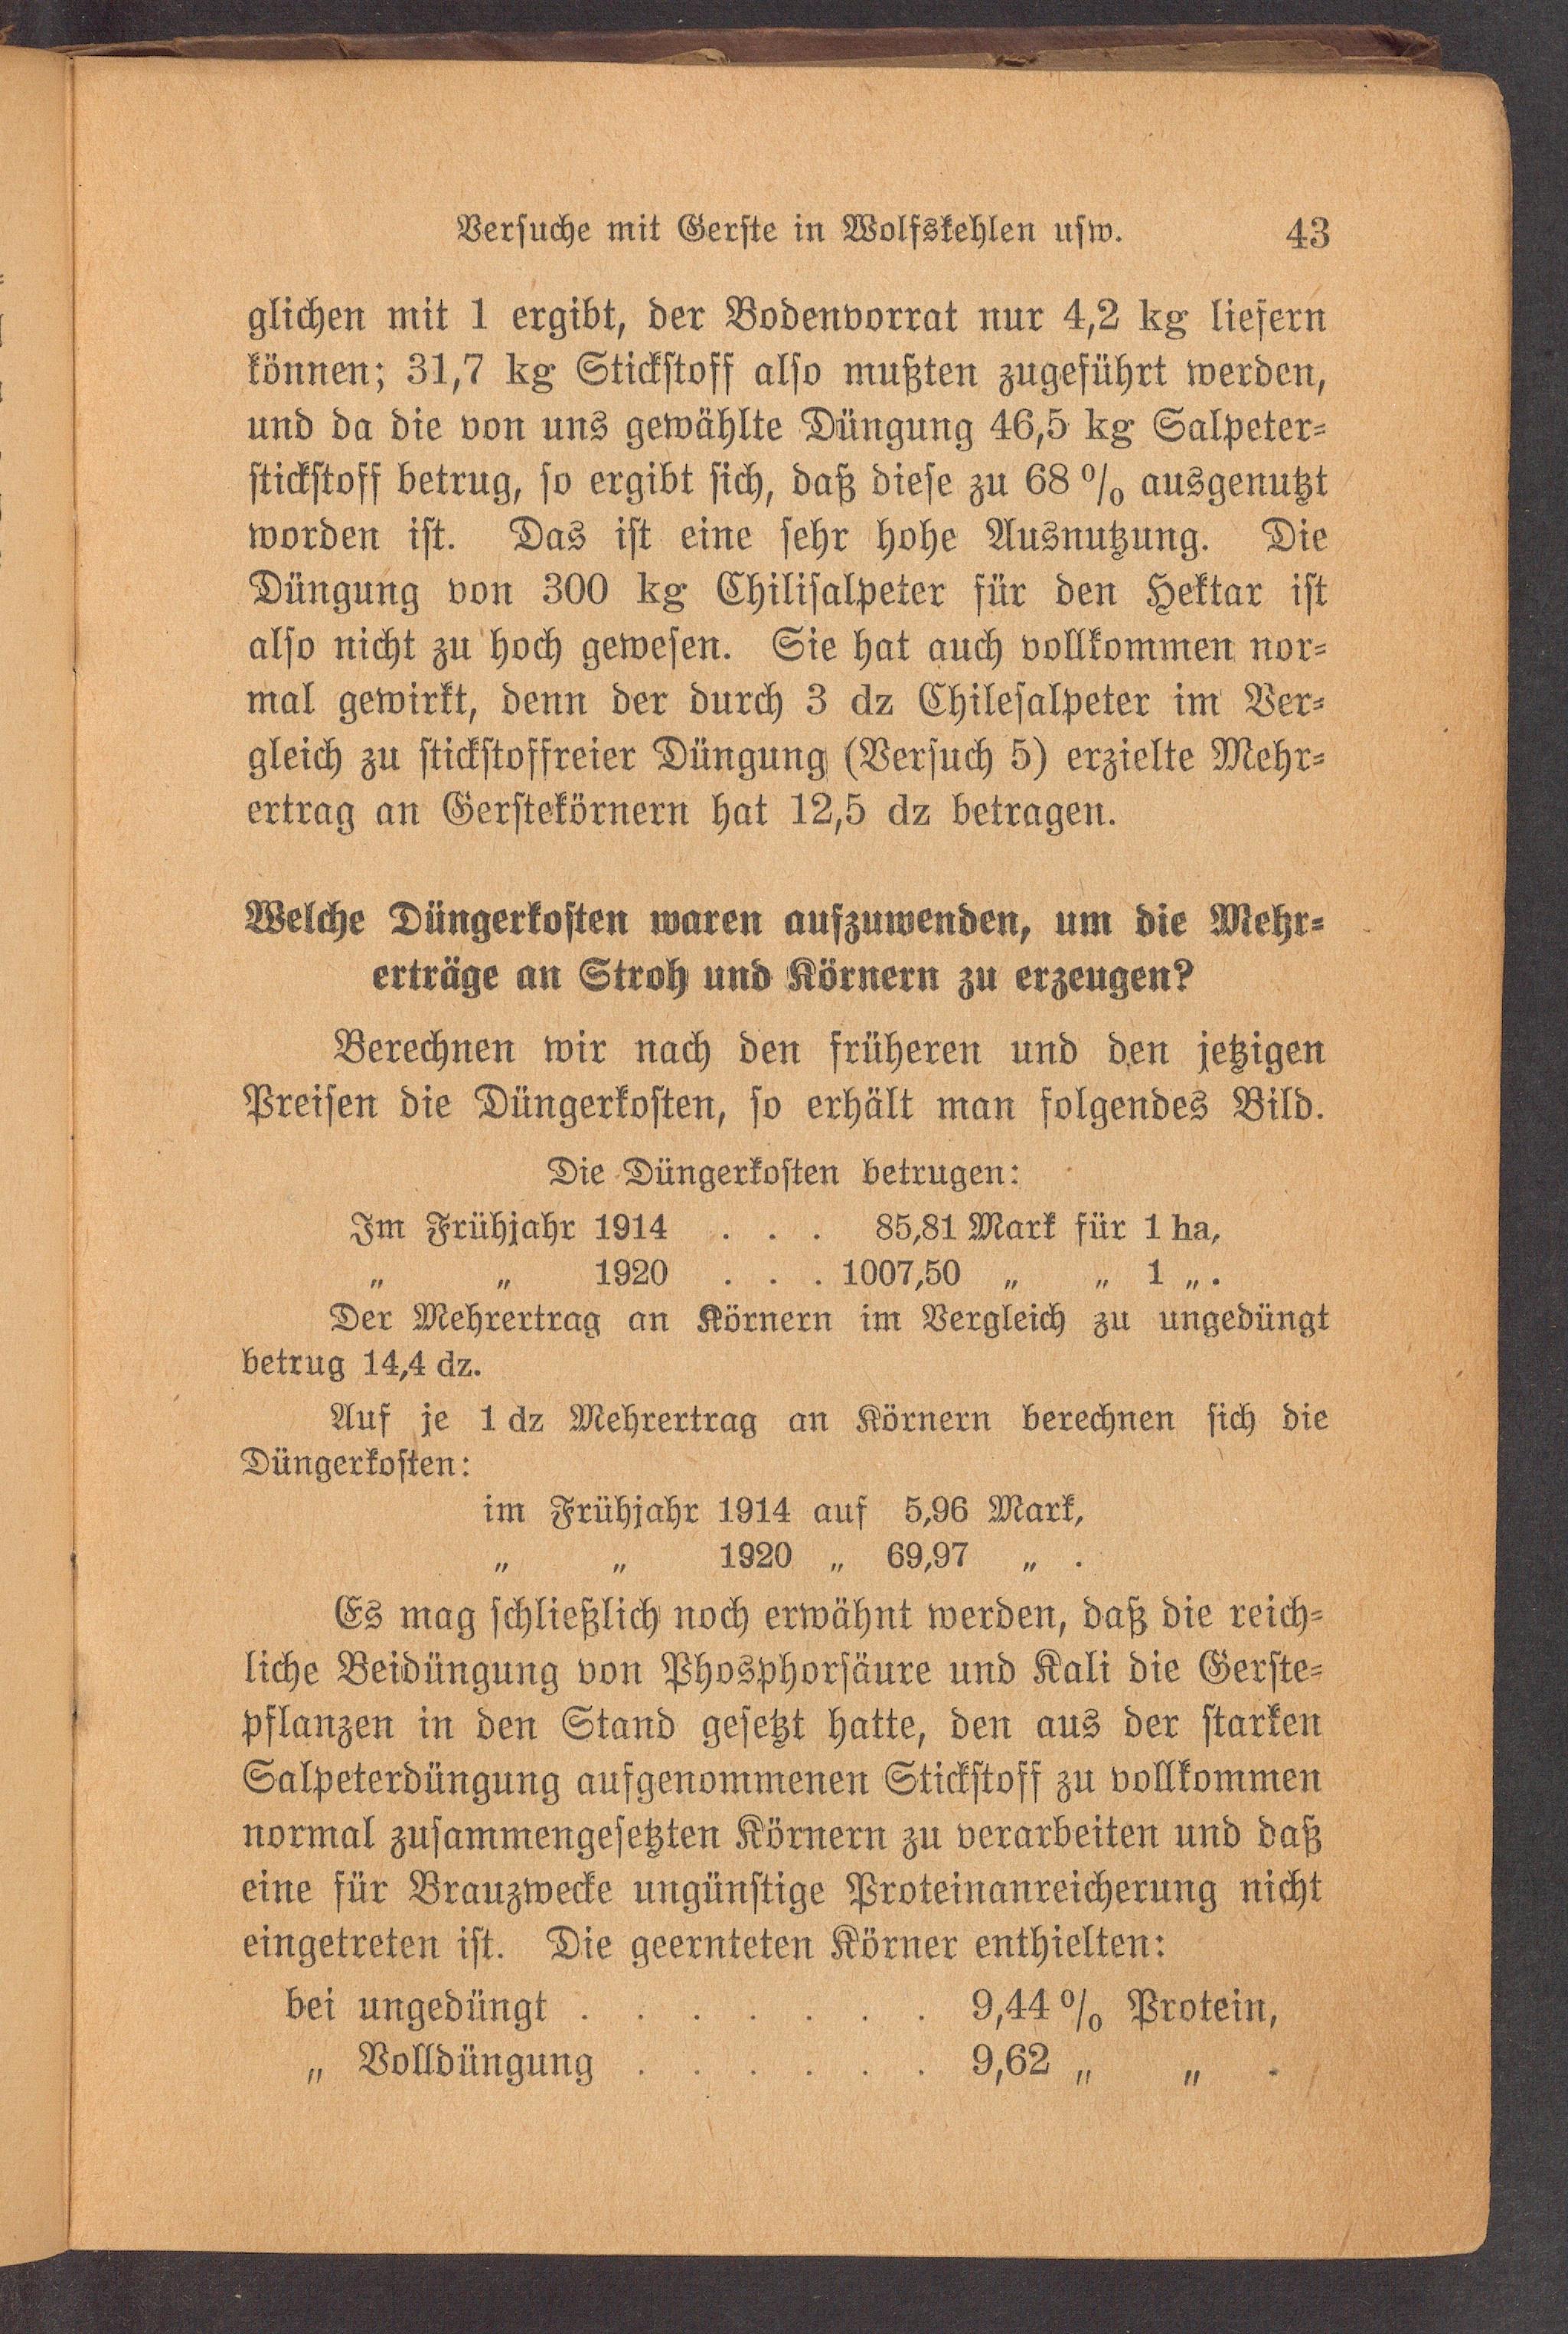 Versuche mit Gerste in Wolfskehlen usw. 43
glichen mit 1 ergibt, der Bodenvorrat nur 4,2 kg liefern
können; 31,7 kg Stickstoff also mußten zugeführt werden,
und da die von uns gewählte Düngung 46,5 kg Salpeter-
stickstoff betrug, so ergibt sich, daß diese zu 68 % ausgenutzt
worden ist. Das ist eine sehr hohe Ausnutzung. Die
Düngung von 300 kg Chilisalpeter für den Hektar ist
also nicht zu hoch gewesen. Sie hat auch vollkommen nor-
mal gewirkt, denn der durch 3 dz Chilesalpeter im Ver-
gleich zu stickstoffreier Düngung (Versuch 5) erzielte Mehr-
ertrag an Gerstekörnern hat 12,5 dz betragen.
Welche Düngerkosten waren aufzuwenden, um die Mehr-
erträge an Stroh und Körnern zu erzeugen?
Berechnen wir nach den früheren und den jetzigen
Preisen die Düngerkosten, so erhält man folgendes Bild.
Die Düngerkosten betrugen:
Im Frühjahr 1914 . . . 85,81 Mark für 1 ha,
„ „ 1920 . . . 1007,50 „ „ 1 „.
Der Mehrertrag an Körnern im Vergleich zu ungedüngt
betrug 14,4 dz.
Auf je 1 dz Mehrertrag an Körnern berechnen sich die
Düngerkosten:
im Frühjahr 1914 auf 5,96 Mark,
„ „ 1920 „ 69,97 „ .
Es mag schließlich noch erwähnt werden, daß die reich-
liche Beidüngung von Phosphorsäure und Kali die Gerste-
pflanzen in den Stand gesetzt hatte, den aus der starken
Salpeterdüngung aufgenommenen Stickstoff zu vollkommen
normal zusammengesetzten Körnern zu verarbeiten und daß
eine für Brauzwecke ungünstige Proteinanreicherung nicht
eingetreten ist. Die geernteten Körner enthielten:
bei ungedüngt . . . . . . . 9,44 % Protein,
„ Volldüngung . . . . . . 9,62 „ „ .